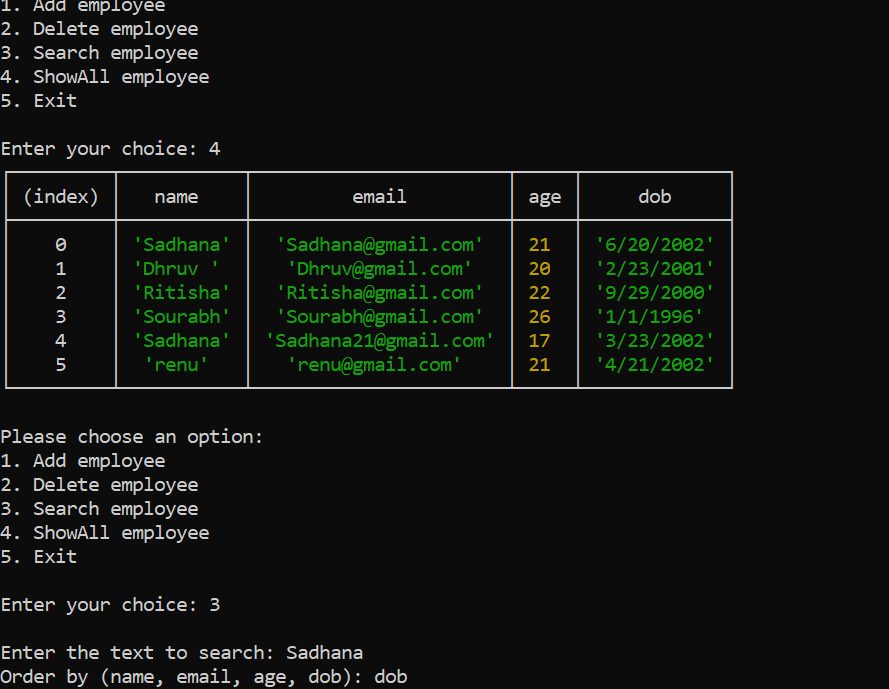 1. Add employee
2. Delete employee
3. Search employee
4. ShowAll employee
5. Exit
Enter your choice: 4
(index) name email age dob
0 'Sadhana' 'Sadhana@gmail.com' 21 '6/20/2002'
1 'Dhruv ' 'Dhruv@gmail.com' 20 '2/23/2001'
2 'Ritisha' 'Ritisha@gmail.com' 22 '9/29/2000'
3 'Sourabh' 'Sourabh@gmail.com' 26 '1/1/1996'
4 'Sadhana' 'Sadhana21@gmail.com' 17 '3/23/2002'
5 'renu' 'renu@gmail.com' 21 '4/21/2002'
Please choose an option:
1. Add employee
2. Delete employee
3. Search employee
4. ShowAll employee
5. Exit
Enter your choice: 3
Enter the text to search: Sadhana
Order by (name, email, age, dob): dob